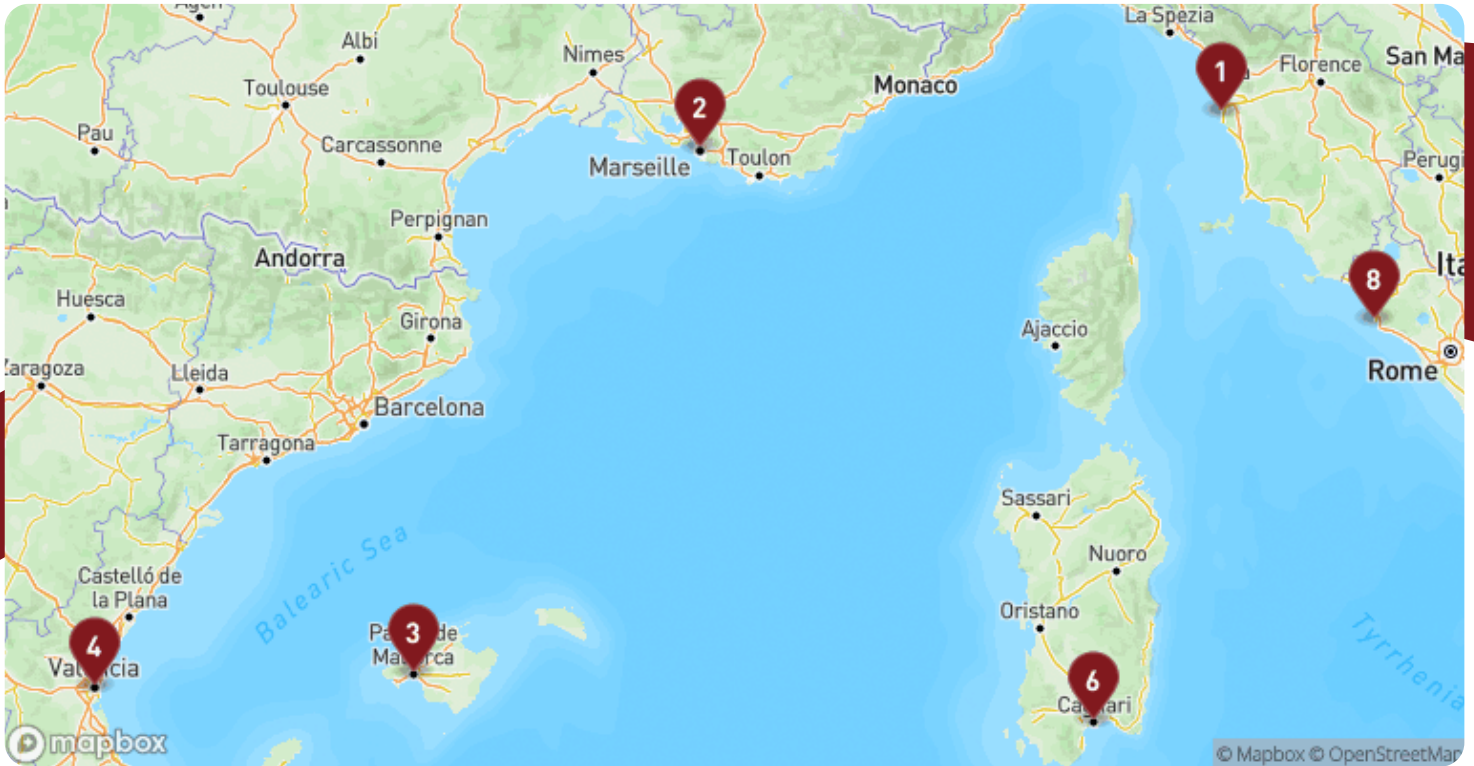 Agen
La Spezia
Albi
Nimes
Florence
San Ma
Toulouse
Monaco
1
2
Pau
Carcassonne
Marseille
Toulon
Perugi
Perpignan
Andorra
Ita
8
Huesca
Girona
Ajaccio
Zaragoza
Lleida
Rome
Barcelona
Tarragona
Sassari
Balearic Sea
Nuoro
Castelló de
la Plana
Oristano
Tyrrhenia
3
4
6
mapbox
© Mapbox © OpenStreetMap